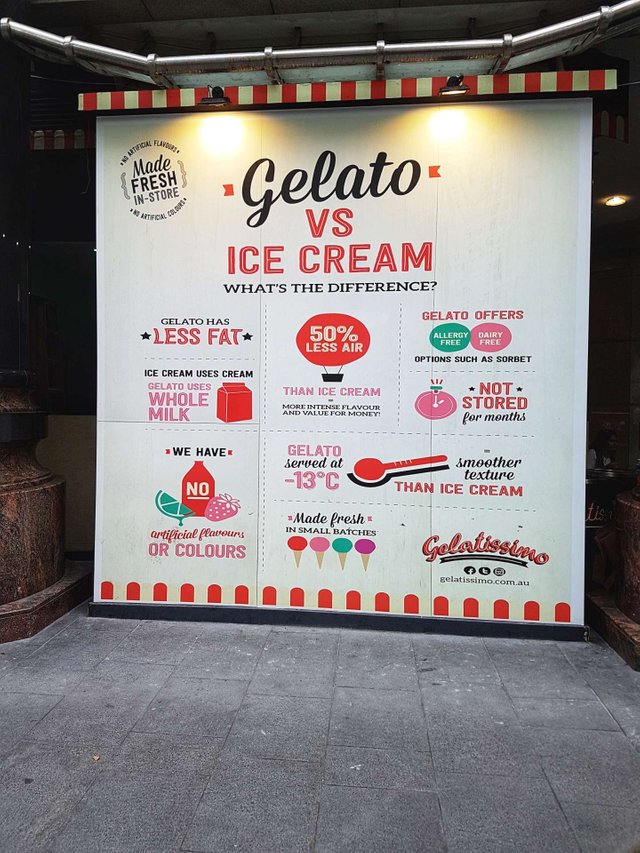 • NO ARTIFICIAL FLAVOURS •
Made
FRESH
IN-STORE
• NO ARTIFICIAL COLOURS •
Gelato
VS
ICE CREAM
WHAT'S THE DIFFERENCE?
GELATO HAS
LESS FAT
ICE CREAM USES CREAM
GELATO USES
WHOLE
MILK
50%
LESS AIR
THAN ICE CREAM
=
MORE INTENSE FLAVOUR
AND VALUE FOR MONEY!
GELATO OFFERS
ALLERGY
FREE
DAIRY
FREE
OPTIONS SUCH AS SORBET
NOT
STORED
for months
WE HAVE
NO
artificial flavours
OR COLOURS
GELATO
served at
-13°C
=
smoother
texture
THAN ICE CREAM
Made fresh
IN SMALL BATCHES
Gelatissimo
gelatissimo.com.au